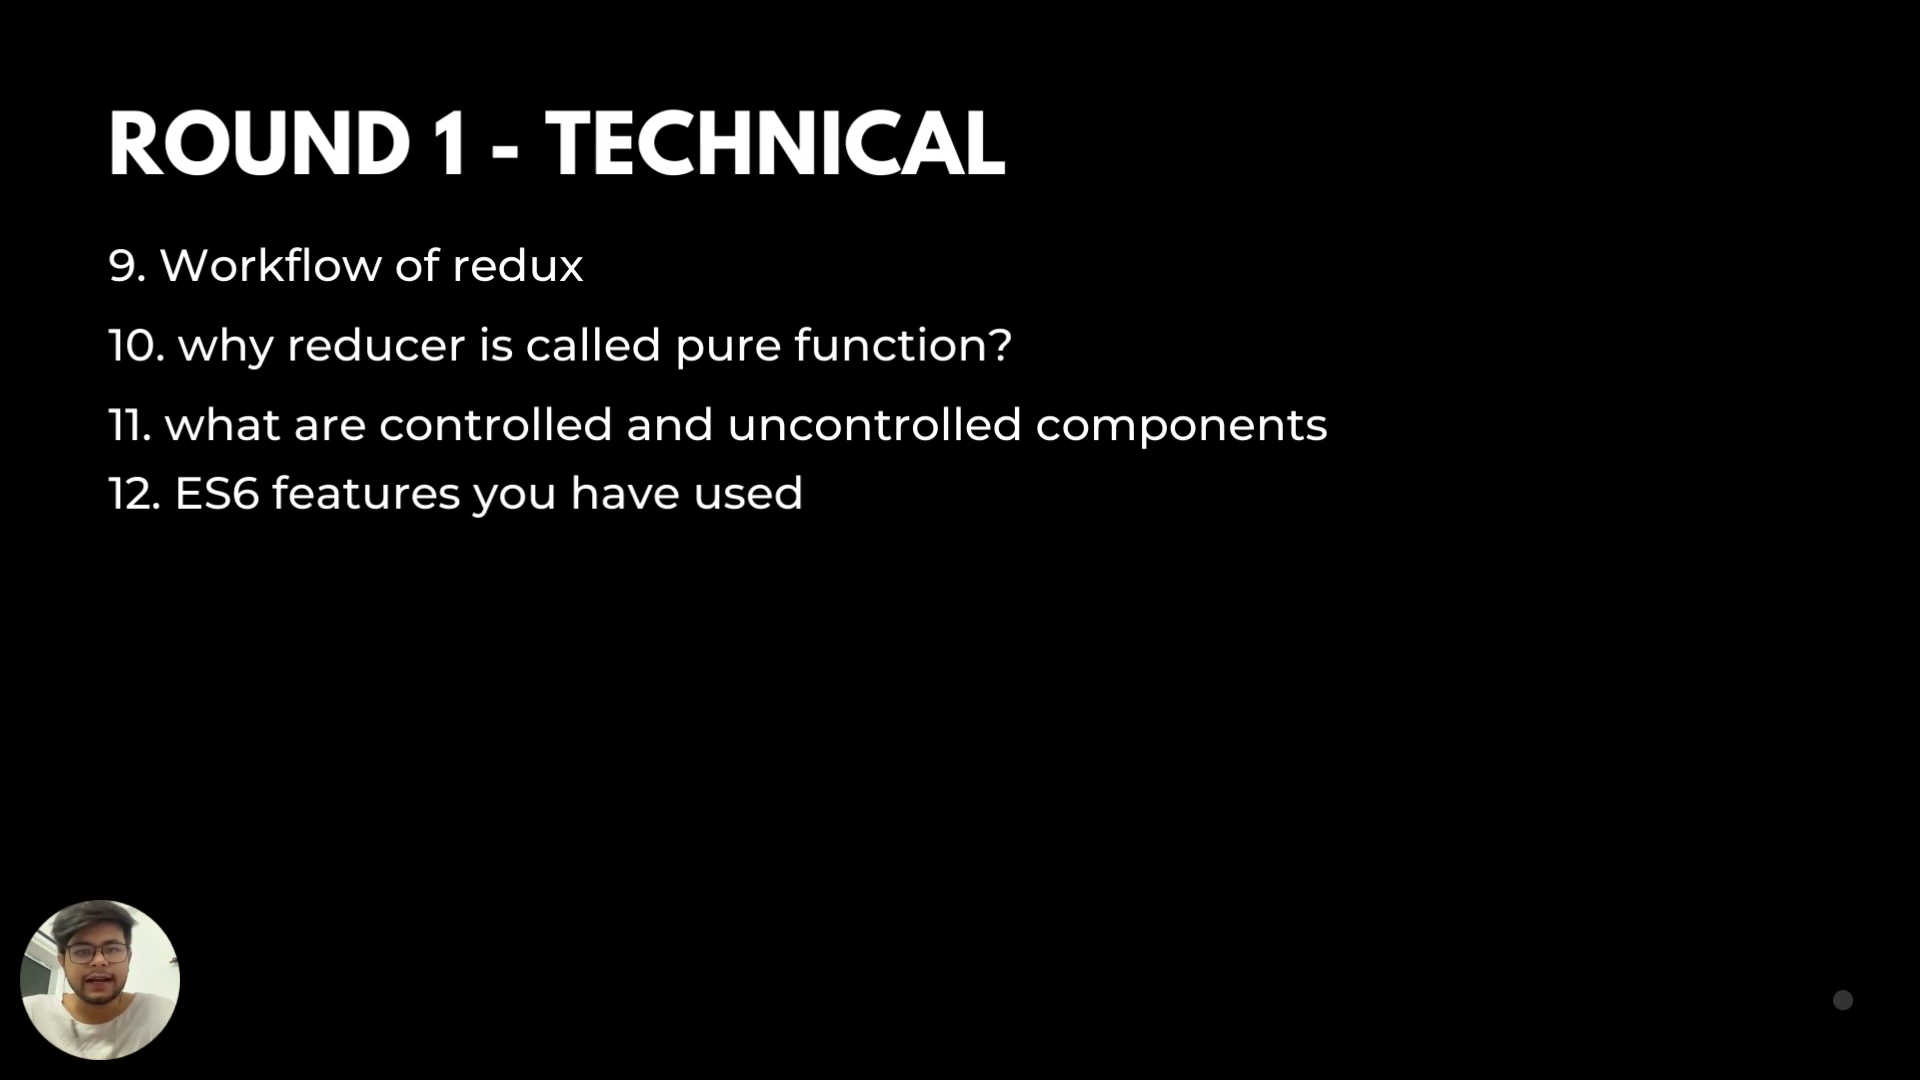 ROUND 1 - TECHNICAL
9. Workflow of redux
10. why reducer is called pure function?
11. what are controlled and uncontrolled components
12. ES6 features you have used